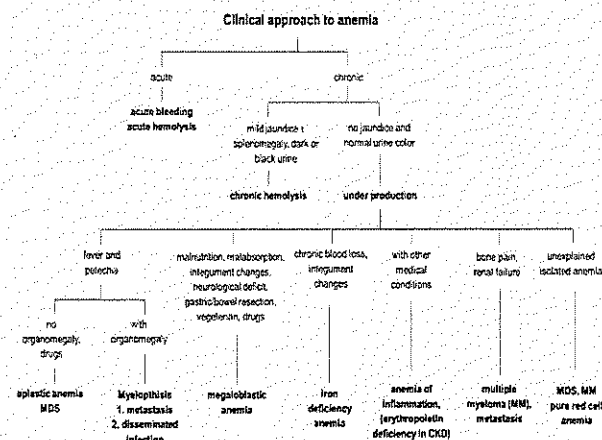 Clinical approach to anemia
acute
chronic
acute bleeding
acute hemolysis
mild jaundice ±
splenomegaly, dark or
black urine
no jaundice and
normal urine color
chronic hemolysis
under production
fever and
petechia
malnutrition, malabsorption,
integument changes,
neurological deficit,
gastric/bowel resection,
vegeterian, drugs
chronic blood loss,
integument
changes
with other
medical
conditions
bone pain,
renal failure
unexplained
isolated anemia
no
organomegaly,
drugs
with
organomegaly
aplastic anemia
MDS
Myelopthisis
1. metastasis
2. disseminated
infection
megaloblastic
anemia
iron
deficiency
anemia
anemia of
inflammation,
(erythropoietin
deficiency in CKD)
multiple
myeloma (MM),
metastasis
MDS, MM
pure red cell
anemia